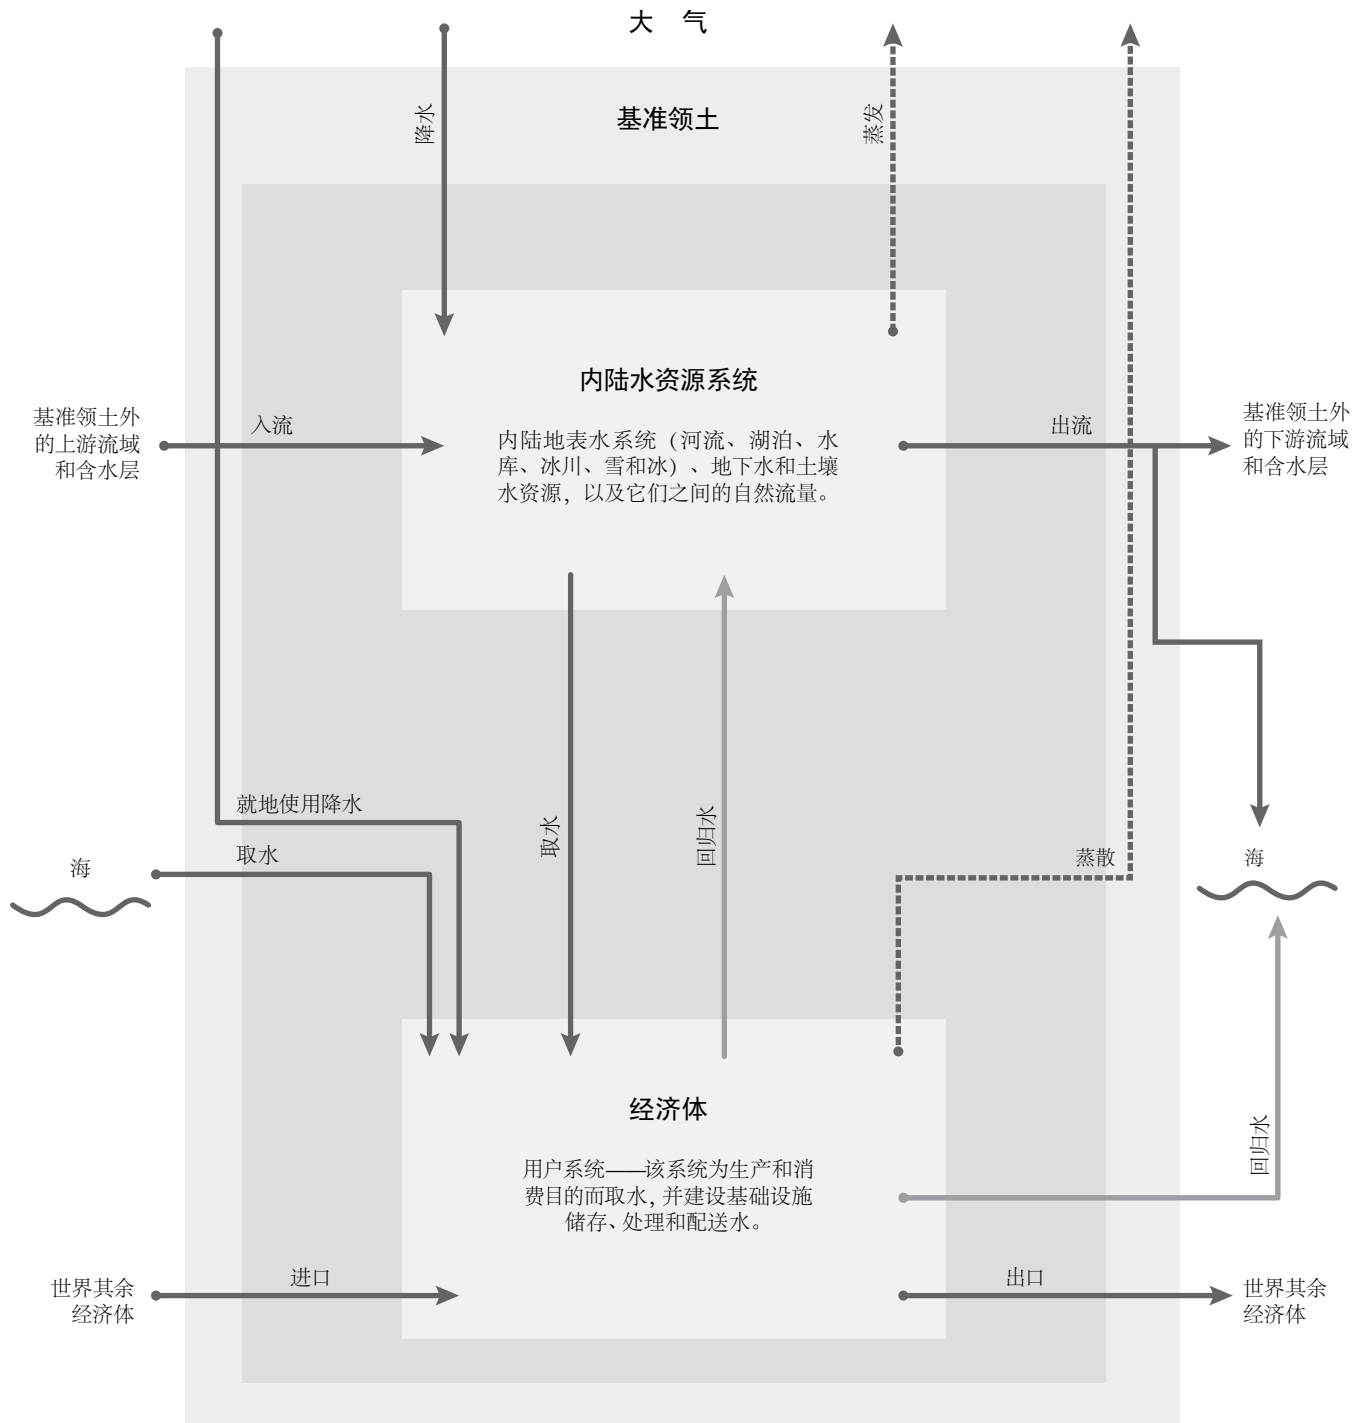 大 气
基准领土
降水
蒸发
内陆水资源系统
基准领土外
的上游流域
和含水层
入流
内陆地表水系统（河流、湖泊、水
库、冰川、雪和冰）、地下水和土壤
水资源，以及它们之间的自然流量。
出流
基准领土外
的下游流域
和含水层
就地使用降水
取水
海
取水
回归水
蒸散
海
经济体
用户系统——该系统为生产和消
费目的而取水，并建设基础设施
储存、处理和配送水。
回归水
世界其余
经济体
进口
出口
世界其余
经济体